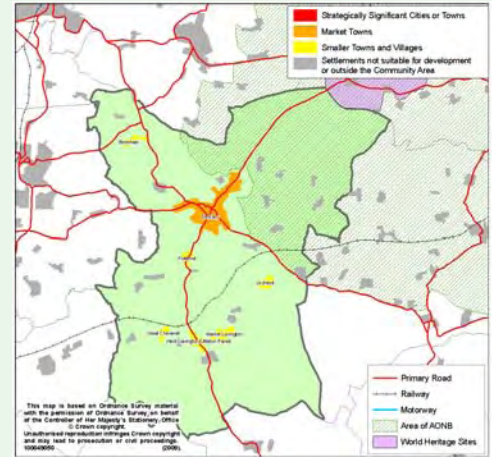 Strategically Significant Cities or Towns
Market Towns
Smaller Towns and Villages
Settlements not suitable for development
or outside the Community Area
Primary Road
Railway
Motorway
Area of AONB
World Heritage Sites
This map is based on Ordnance Survey material
with the permission of Ordnance Survey on behalf
of the Controller of Her Majesty's Stationery Office
© Crown copyright.
Unauthorised reproduction infringes Crown copyright
and may lead to prosecution or civil proceedings.
(2009).